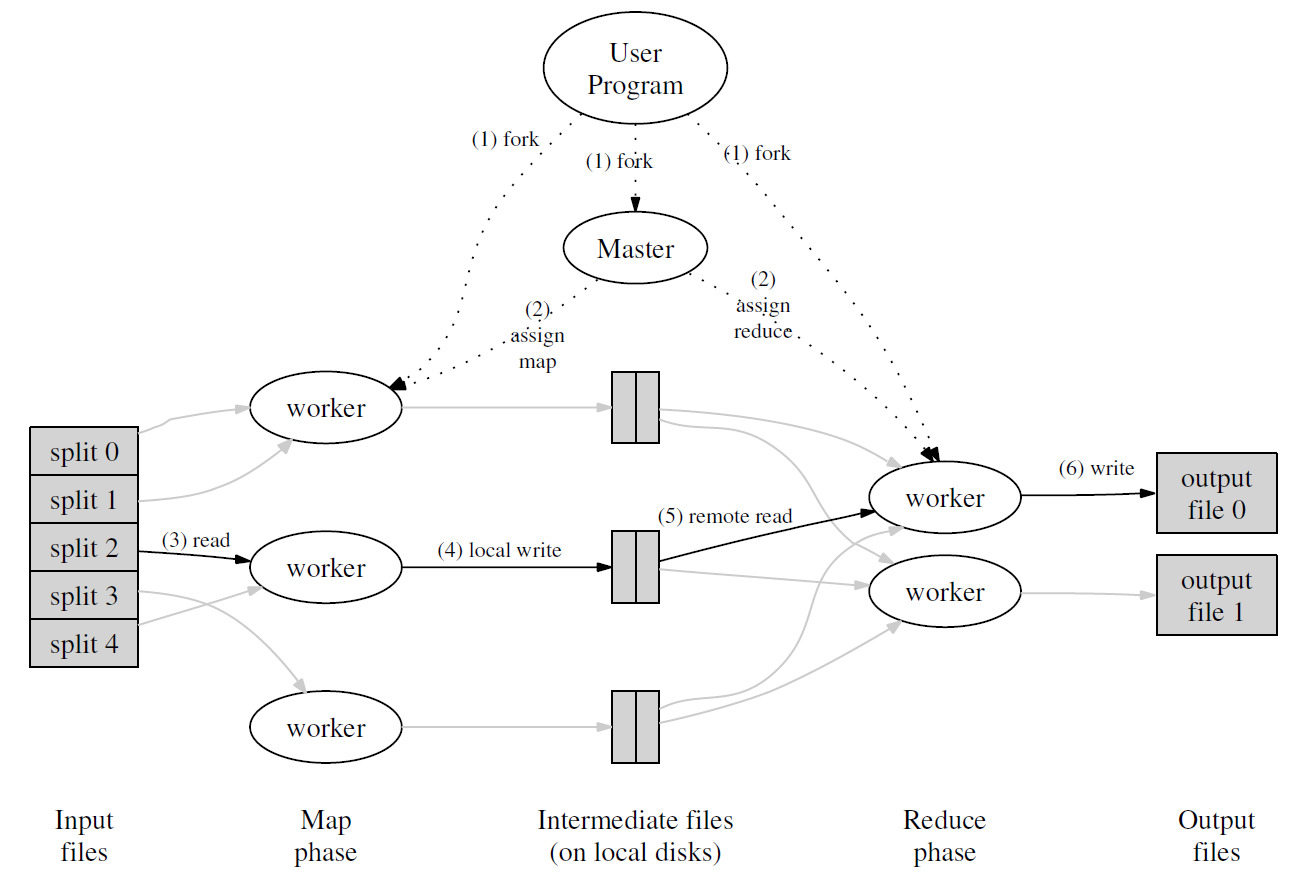 User
Program
(1) fork
(1) fork
(1) fork
Master
(2)
assign
map
(2)
assign
reduce
worker
split 0
split 1
split 2
split 3
split 4
(3) read
worker
(4) local write
worker
(5) remote read
worker
worker
(6) write
output
file 0
output
file 1
Input
files
Map
phase
Intermediate files
(on local disks)
Reduce
phase
Output
files